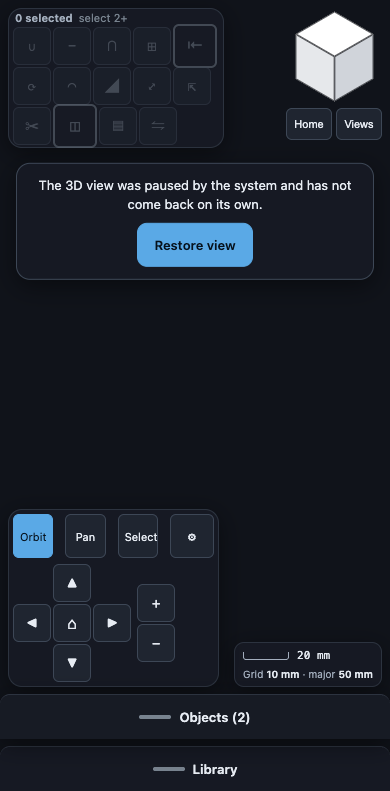 0 selected select 2+
Home
Views
The 3D view was paused by the system and has not
come back on its own.
Restore view
Orbit
Pan
Select
20 mm
Grid 10 mm · major 50 mm
Objects (2)
Library